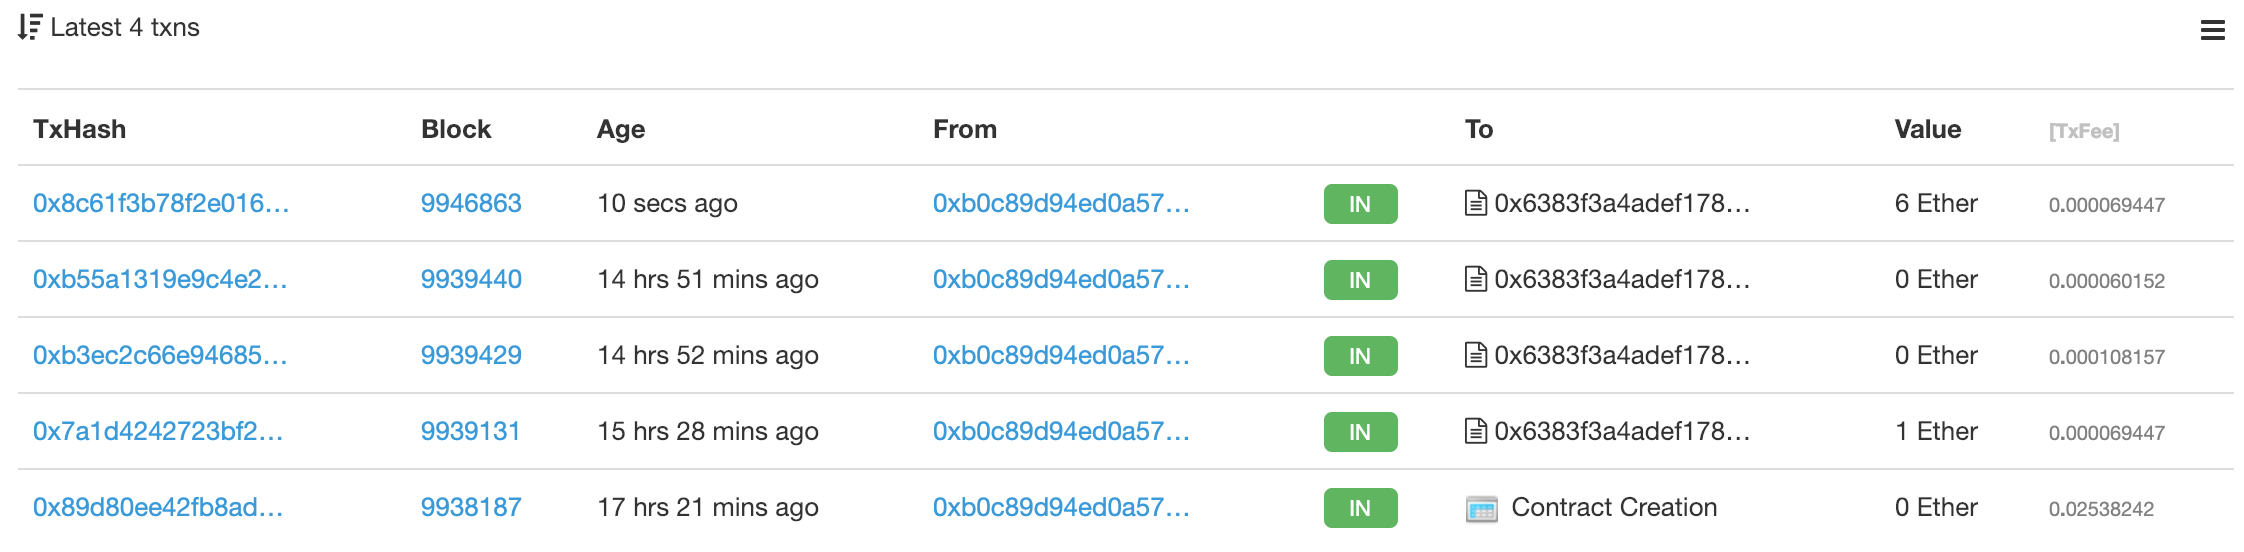 Latest 4 txns
TxHash Block Age From To Value [TxFee]
0x8c61f3b78f2e016... 9946863 10 secs ago 0xb0c89d94ed0a57... IN 0x6383f3a4adef178... 6 Ether 0.000069447
0xb55a1319e9c4e2... 9939440 14 hrs 51 mins ago 0xb0c89d94ed0a57... IN 0x6383f3a4adef178... 0 Ether 0.000060152
0xb3ec2c66e94685... 9939429 14 hrs 52 mins ago 0xb0c89d94ed0a57... IN 0x6383f3a4adef178... 0 Ether 0.000108157
0x7a1d4242723bf2... 9939131 15 hrs 28 mins ago 0xb0c89d94ed0a57... IN 0x6383f3a4adef178... 1 Ether 0.000069447
0x89d80ee42fb8ad... 9938187 17 hrs 21 mins ago 0xb0c89d94ed0a57... IN Contract Creation 0 Ether 0.02538242